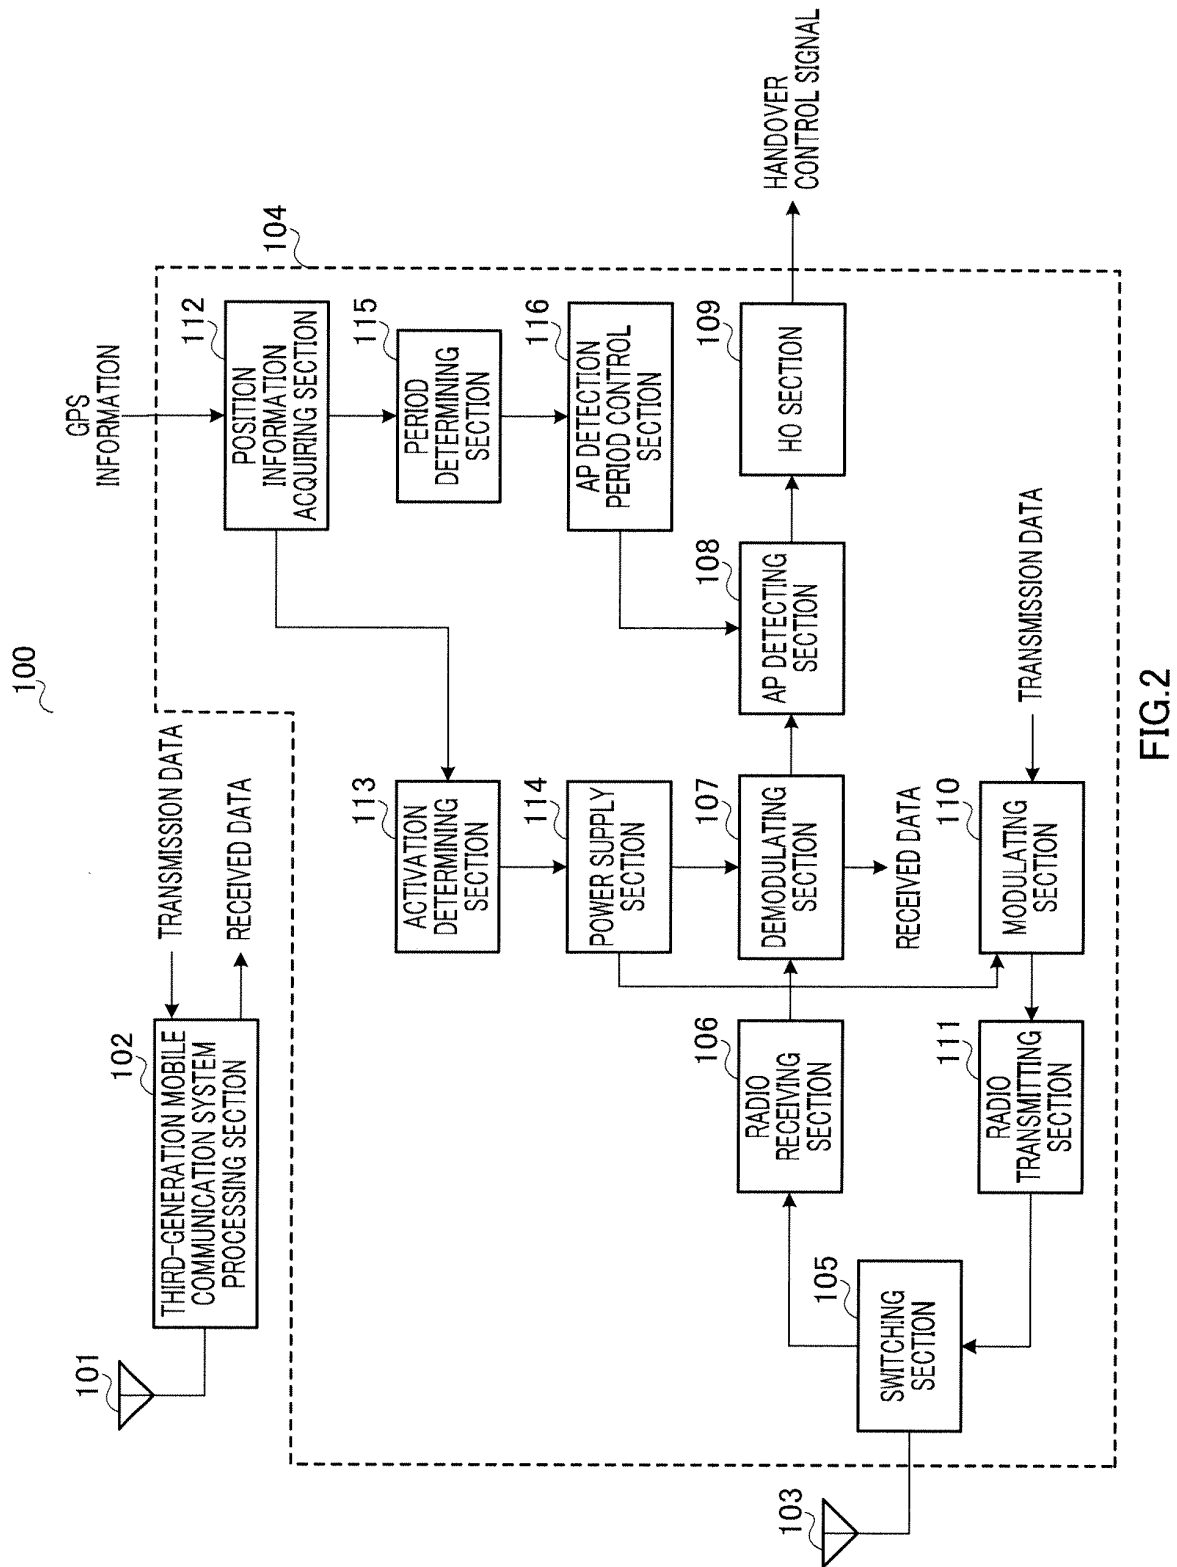 100
101
102
THIRD-GENERATION MOBILE
COMMUNICATION SYSTEM
PROCESSING SECTION
TRANSMISSION DATA
RECEIVED DATA
GPS
INFORMATION
104
112
POSITION
INFORMATION
ACQUIRING SECTION
113
ACTIVATION
DETERMINING
SECTION
115
PERIOD
DETERMINING
SECTION
114
POWER SUPPLY
SECTION
116
AP DETECTION
PERIOD CONTROL
SECTION
103
105
SWITCHING
SECTION
106
RADIO
RECEIVING
SECTION
107
DEMODULATING
SECTION
108
AP DETECTING
SECTION
109
HO SECTION
HANDOVER
CONTROL SIGNAL
RECEIVED DATA
111
RADIO
TRANSMITTING
SECTION
110
MODULATING
SECTION
TRANSMISSION DATA
FIG.2